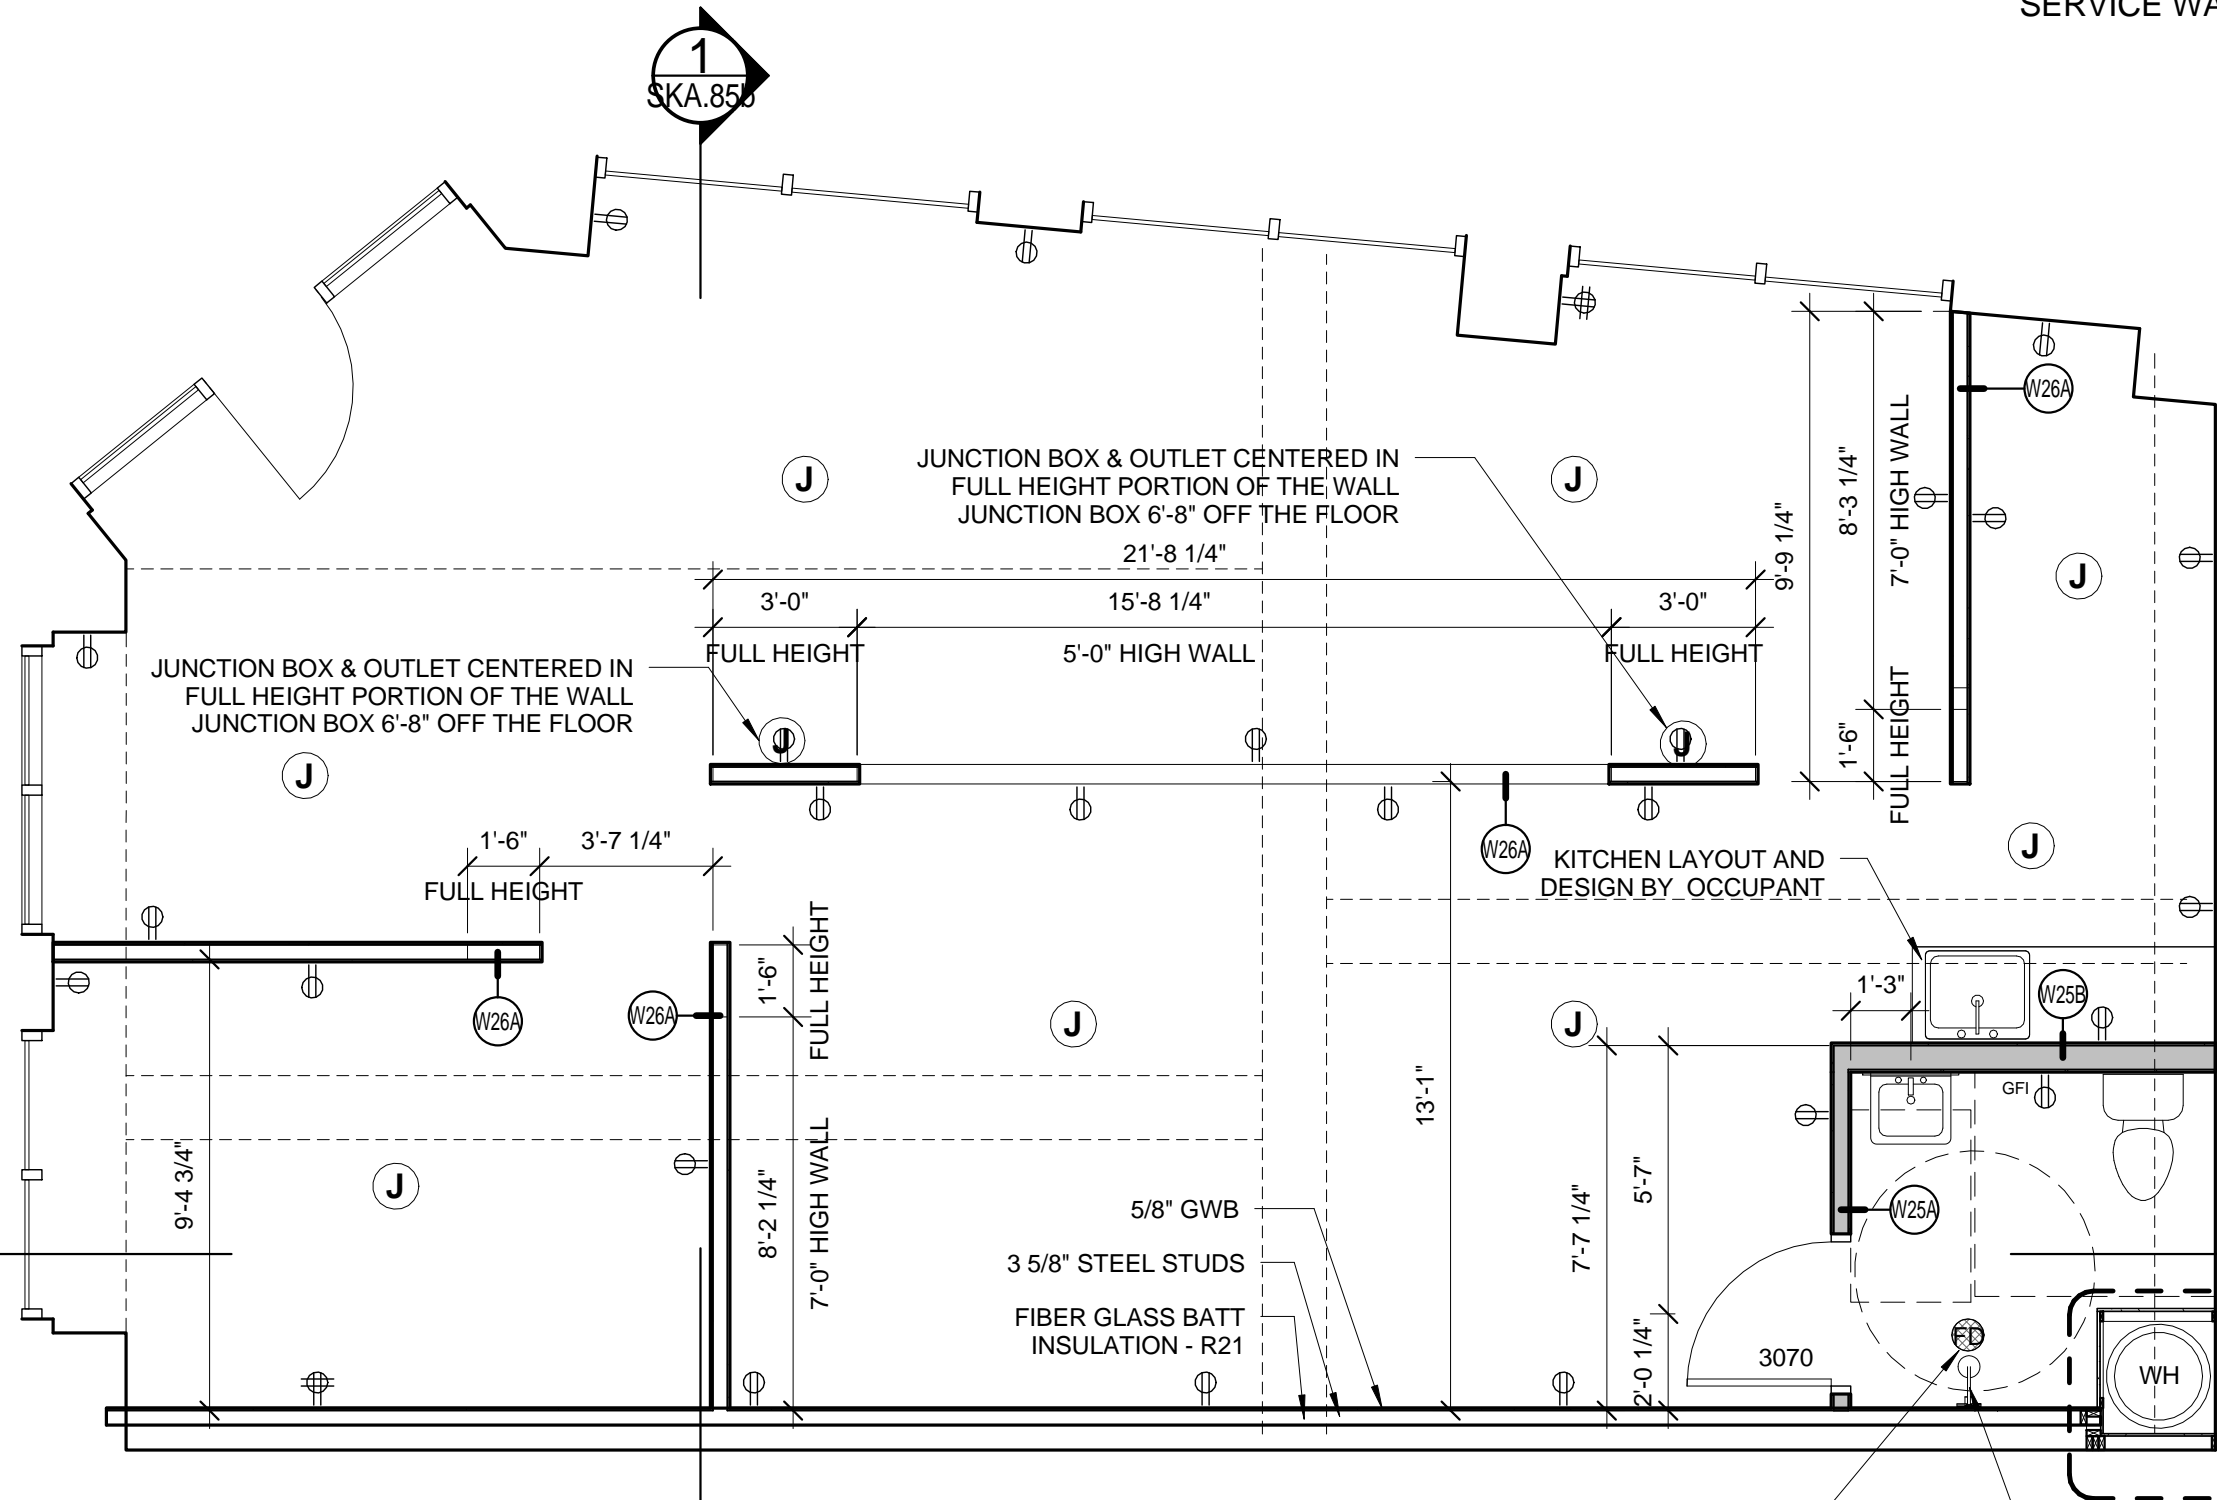 SERVICE WA
1
SKA.85b
W26A
JUNCTION BOX & OUTLET CENTERED IN
FULL HEIGHT PORTION OF THE WALL
JUNCTION BOX 6'-8" OFF THE FLOOR
J
J
J
21'-8 1/4"
3'-0"
15'-8 1/4"
3'-0"
FULL HEIGHT
5'-0" HIGH WALL
FULL HEIGHT
9'-9 1/4"
8'-3 1/4"
7'-0" HIGH WALL
1'-6"
FULL HEIGHT
JUNCTION BOX & OUTLET CENTERED IN
FULL HEIGHT PORTION OF THE WALL
JUNCTION BOX 6'-8" OFF THE FLOOR
J
J
J
1'-6"
3'-7 1/4"
FULL HEIGHT
W26A
KITCHEN LAYOUT AND
DESIGN BY  OCCUPANT
J
W26A
W26A
1'-6"
FULL HEIGHT
J
J
1'-3"
W25B
GFI
13'-1"
9'-4 3/4"
J
8'-2 1/4"
7'-0" HIGH WALL
5/8" GWB
3 5/8" STEEL STUDS
FIBER GLASS BATT
INSULATION - R21
7'-7 1/4"
5'-7"
2'-0 1/4"
W25A
3070
FD
WH